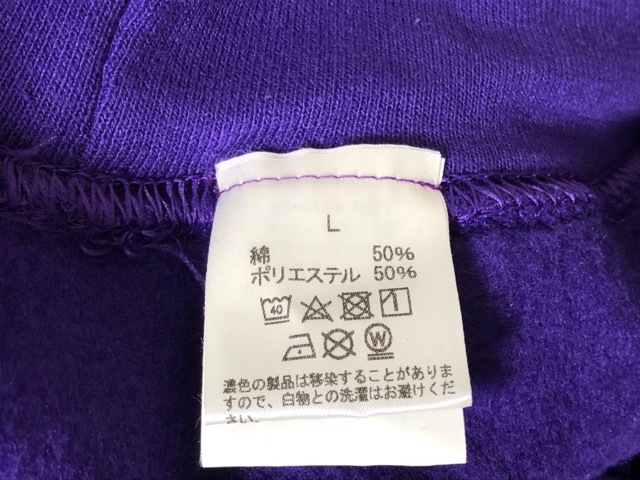 L
綿 50%
ポリエステル 50%
40
W
濃色の製品は移染することがありま
すので、白物との洗濯はお避けくだ
さい。